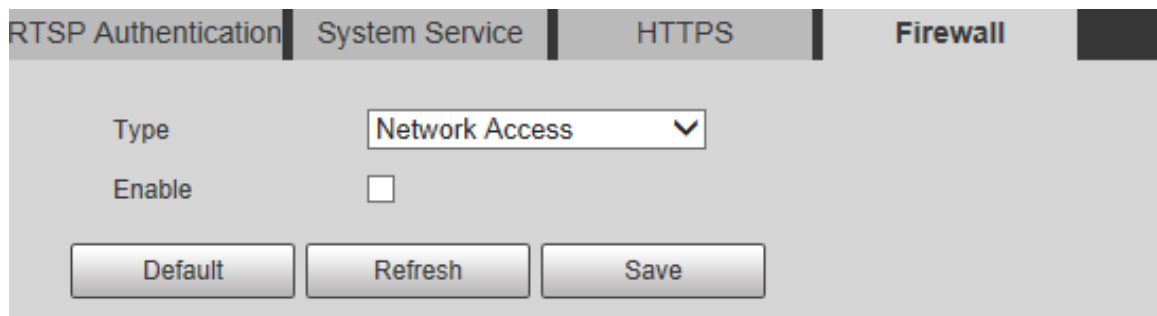 RTSP Authentication System Service HTTPS Firewall
Type Network Access
Enable
Default Refresh Save